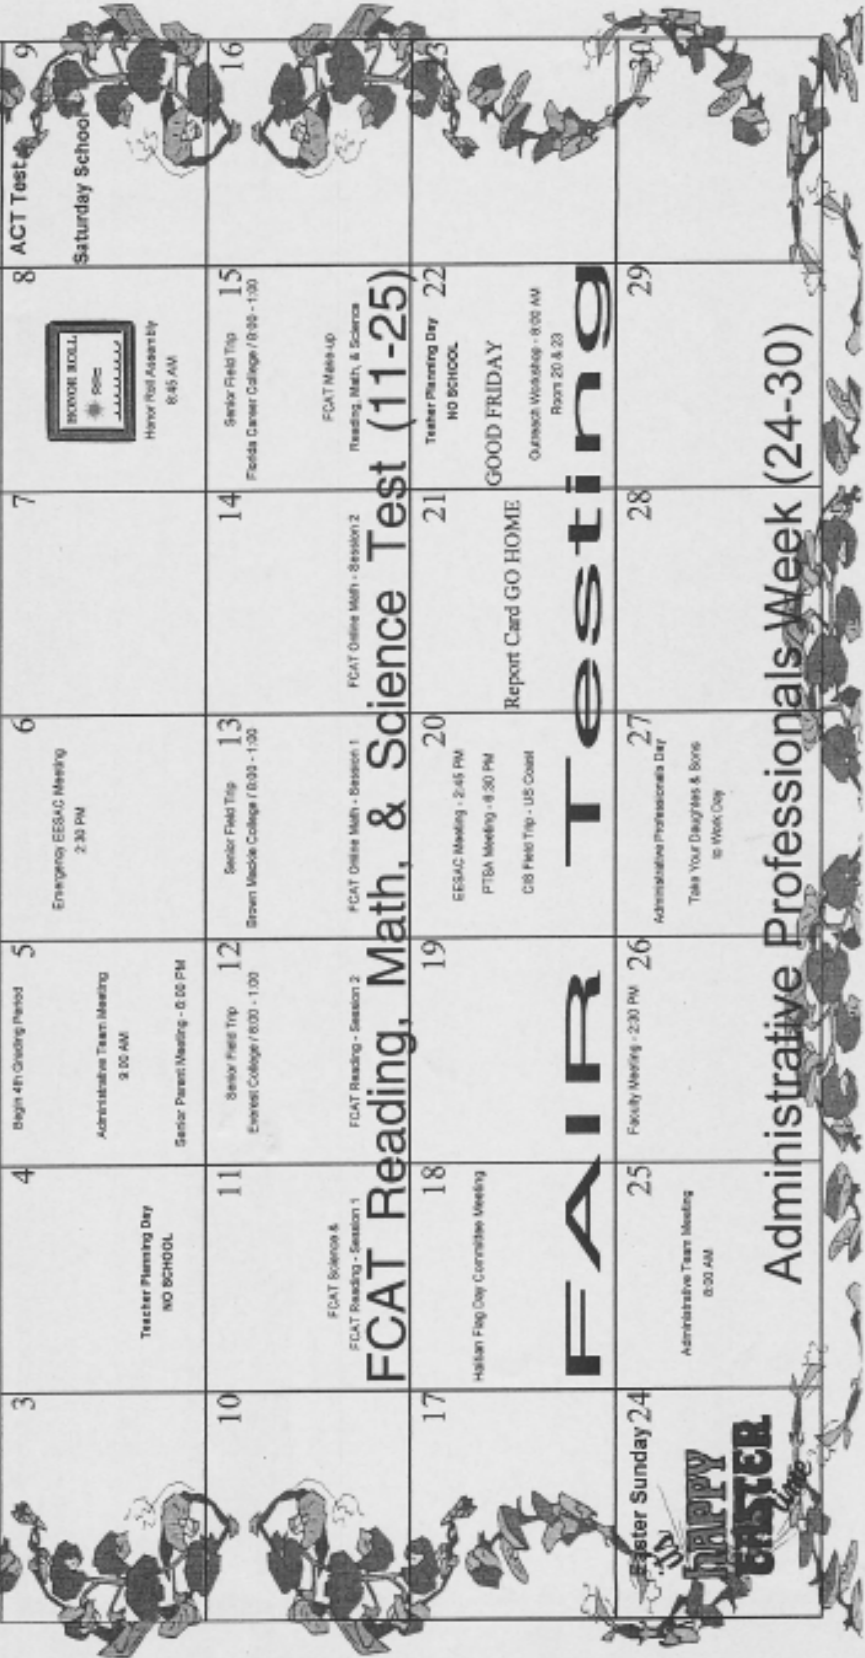 3
4
Teacher Planning Day
NO SCHOOL
5
Begin 4th Grading Period
Administrative Team Meeting
9:00 AM
Senior Parent Meeting - 6:00 PM
6
Emergency EESAC Meeting
2:30 PM
7
8
HONOR ROLL
Honor Roll Assembly
8:45 AM
9
ACT Test
Saturday School
10
11
FCAT Science &
FCAT Reading - Session 1
12
Senior Field Trip
Everest College / 8:00 - 1:00
FCAT Reading - Session 2
13
Senior Field Trip
Brown Mackie College / 8:00 - 1:00
FCAT Online Math - Session 1
14
FCAT Online Math - Session 2
15
Senior Field Trip
Florida Career College / 8:00 - 1:00
FCAT Make-up
Reading, Math, & Science
16
FCAT Reading, Math, & Science Test (11-25)
17
18
Haitian Flag Day Committee Meeting
19
20
EESAC Meeting - 2:45 PM
PTSA Meeting - 6:30 PM
CIS Field Trip - US Coast
21
Report Card GO HOME
22
Teacher Planning Day
NO SCHOOL
GOOD FRIDAY
Outreach Workshop - 8:00 AM
Room 20 & 23
23
FAIR Testing
Easter Sunday 24
HAPPY
EASTER
25
Administrative Team Meeting
8:00 AM
26
Faculty Meeting - 2:30 PM
27
Administrative Professionals Day
Take Your Daughters & Sons
to Work Day
28
29
30
Administrative Professionals Week (24-30)